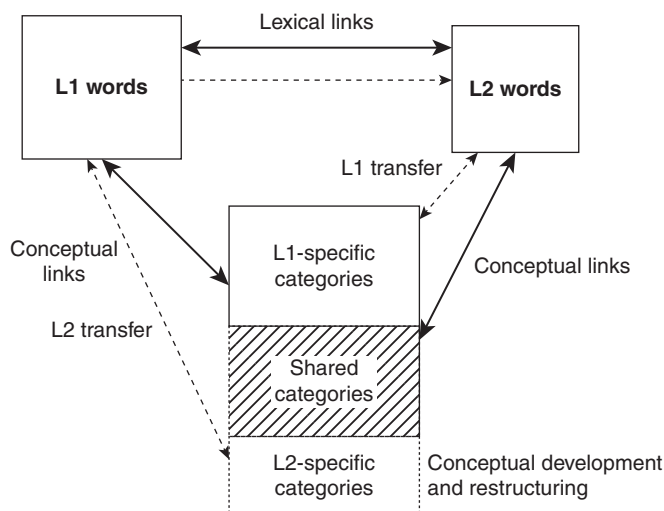 Lexical links
L1 words
L2 words
L1 transfer
Conceptual
links
L1-specific
categories
Conceptual links
L2 transfer
Shared
categories
L2-specific
categories
Conceptual development
and restructuring